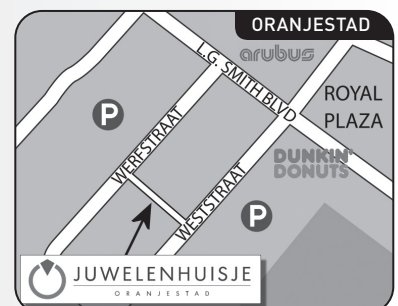 ORANJESTAD
arubus
L.G. SMITH BLVD
ROYAL
PLAZA
P
WERFSTRAAT
DUNKIN'
DONUTS
WESTSTRAAT
P
JUWELENHUISJE
ORANJESTAD